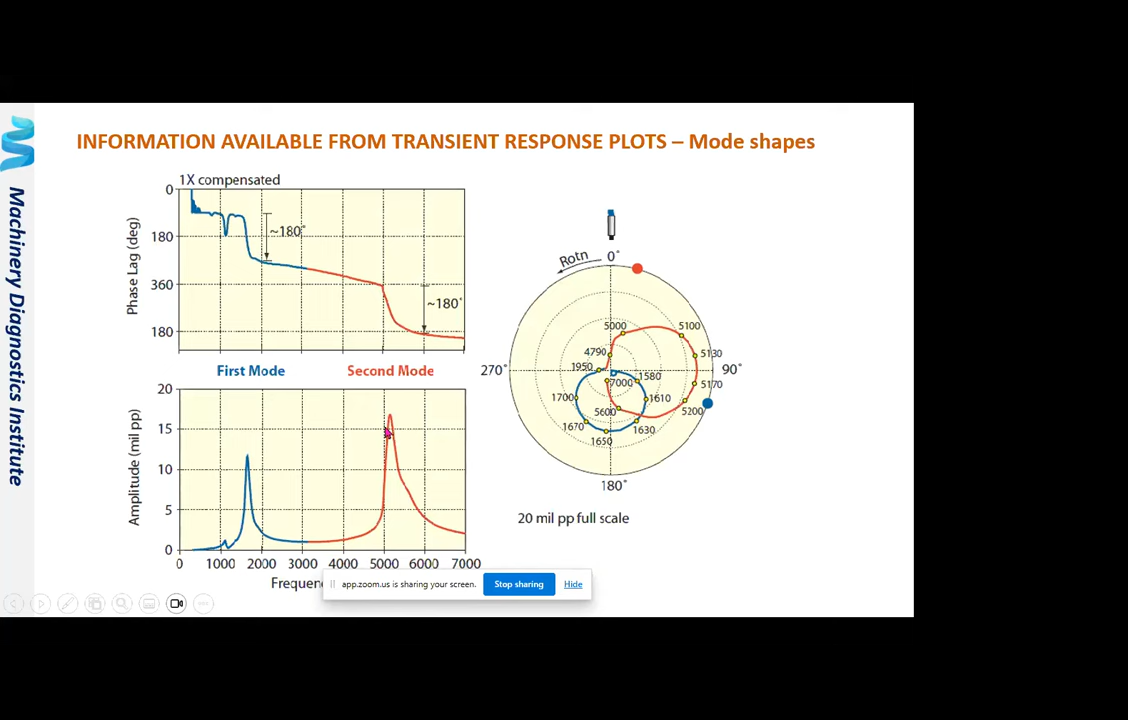 INFORMATION AVAILABLE FROM TRANSIENT RESPONSE PLOTS – Mode shapes
Machinery Diagnostics Institute
1X compensated
Phase Lag (deg)
0
180
360
180
~180°
~180°
First Mode
Second Mode
Amplitude (mil pp)
20
15
10
5
0
0 1000 2000 3000 4000 5000 6000 7000
Rotn
0°
90°
180°
270°
5000
5100
4790
5130
1950
1580
5170
7000
1700
1610
5200
5600
1670
1630
1650
20 mil pp full scale
app.zoom.us is sharing your screen.
Stop sharing
Hide